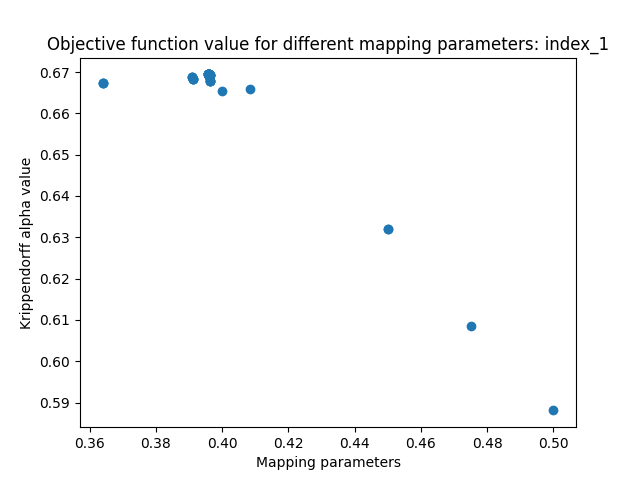 Objective function value for different mapping parameters: index_1
0.67
0.66
0.65
0.64
0.63
0.62
0.61
0.60
0.59
Krippendorff alpha value
0.36 0.38 0.40 0.42 0.44 0.46 0.48 0.50
Mapping parameters